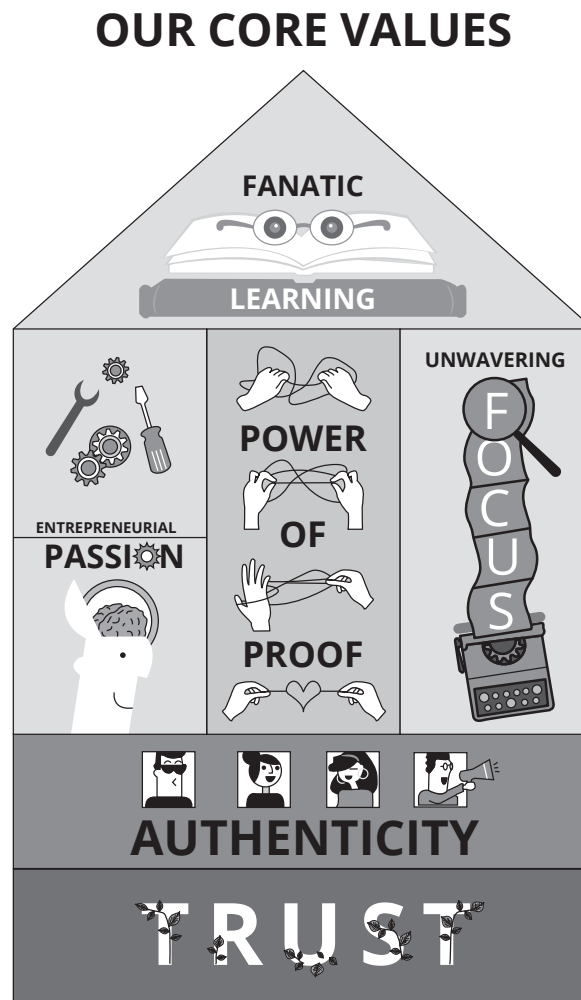 OUR CORE VALUES
FANATIC
LEARNING
ENTREPRENEURIAL
PASSION
POWER
OF
PROOF
UNWAVERING
F
O
C
U
S
AUTHENTICITY
TRUST